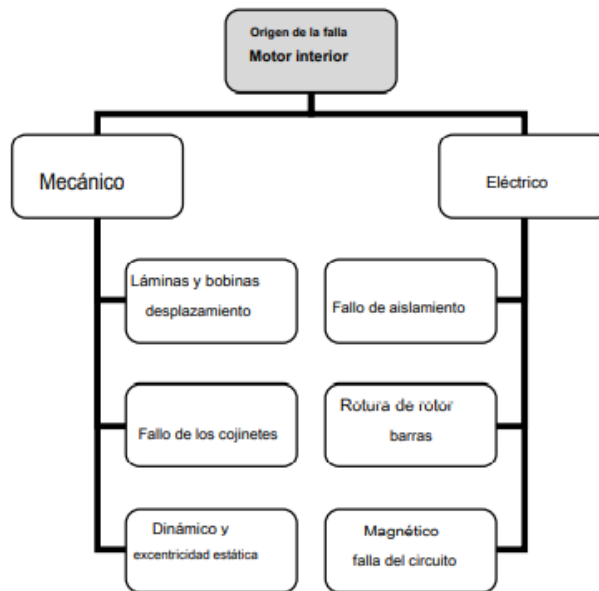 Origen de la falla
Motor interior
Mecánico
Eléctrico
Láminas y bobinas
desplazamiento
Fallo de aislamiento
Fallo de los cojinetes
Rotura de rotor
barras
Dinámico y
excentricidad estática
Magnético
falla del circuito